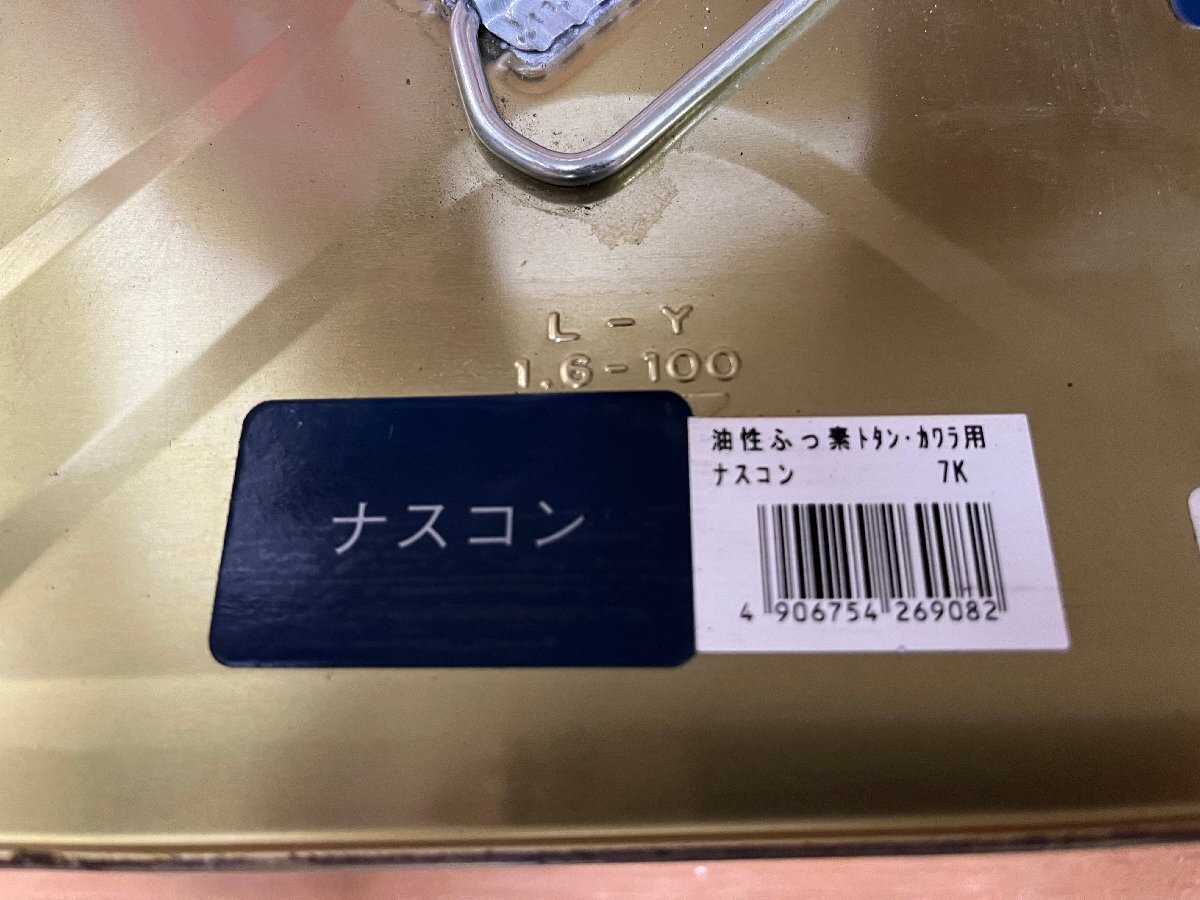 L-Y
1.6-100
ナスコン
油性ふっ素トタン・カワラ用
ナスコン 7K
4 906754 269082